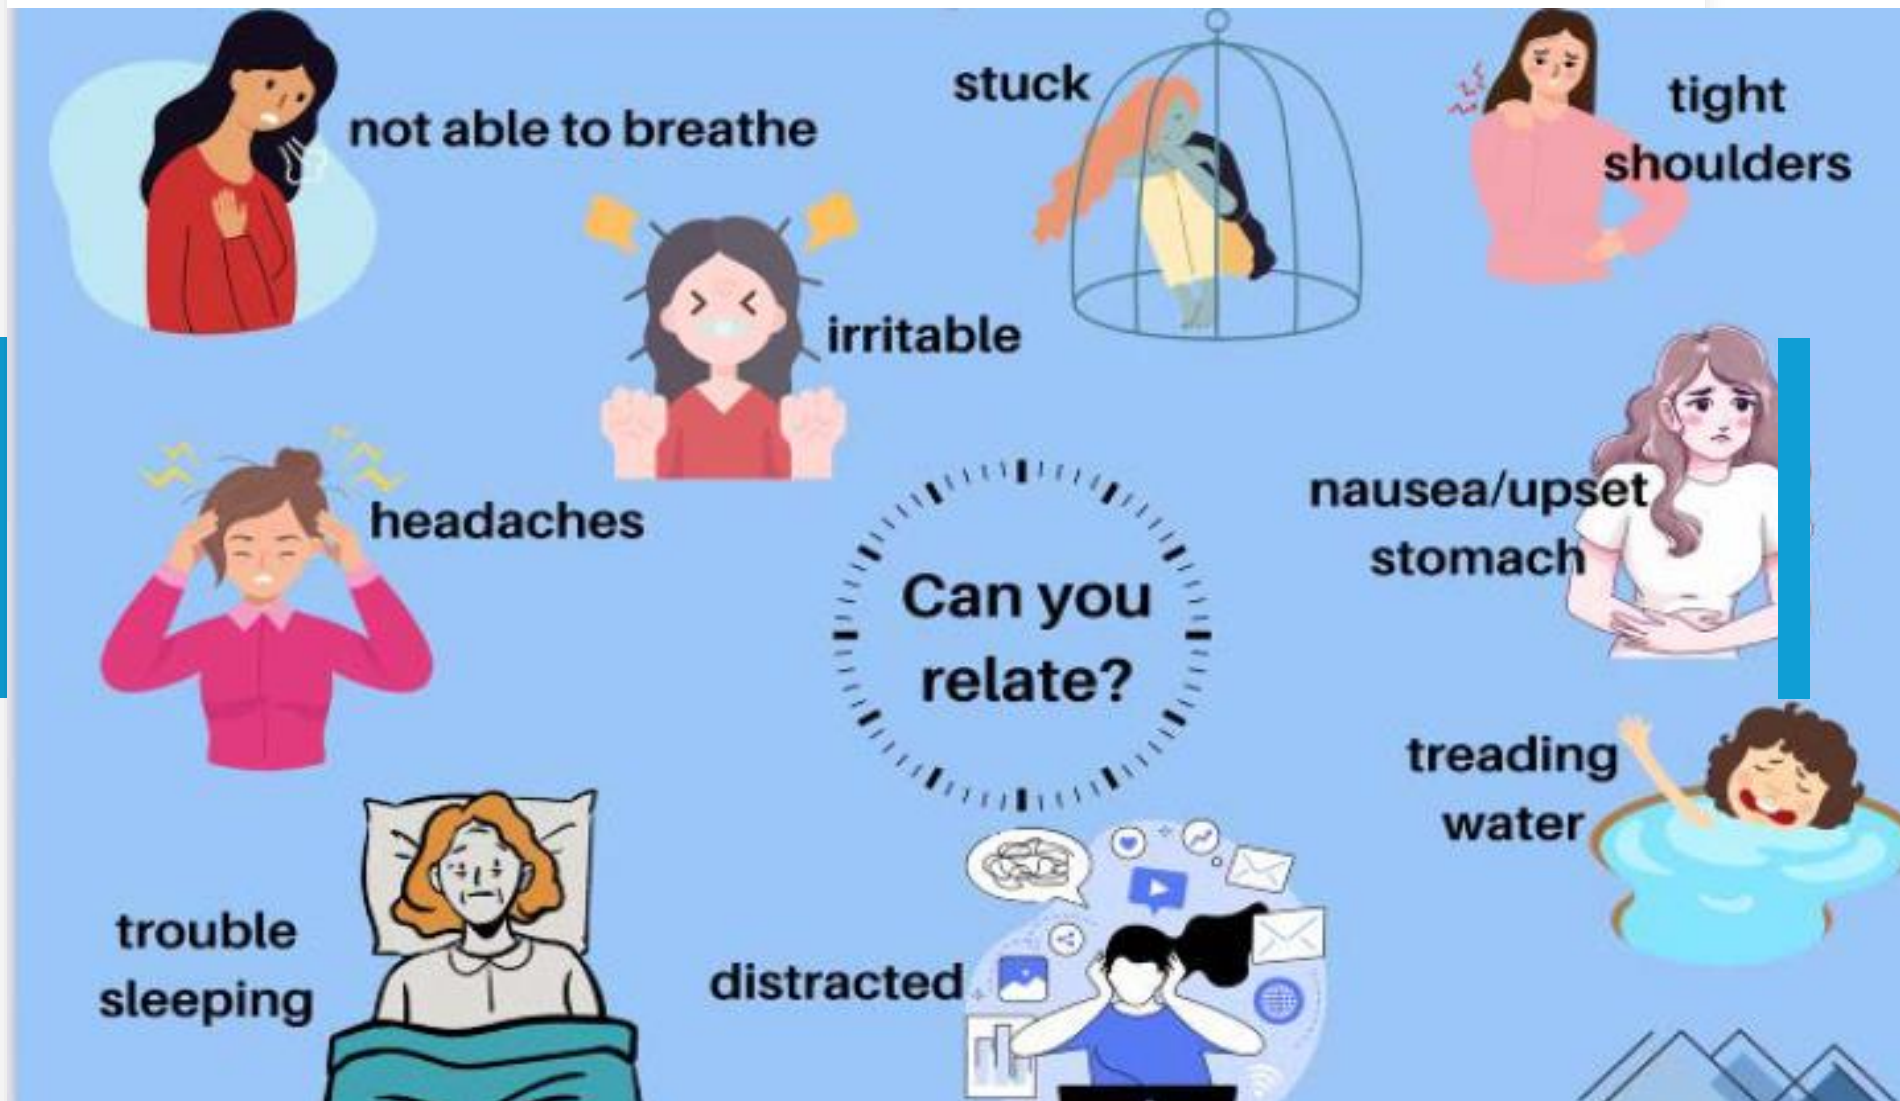 not able to breathe
stuck
tight
shoulders
irritable
headaches
nausea/upset
stomach
Can you
relate?
treading
water
trouble
sleeping
distracted